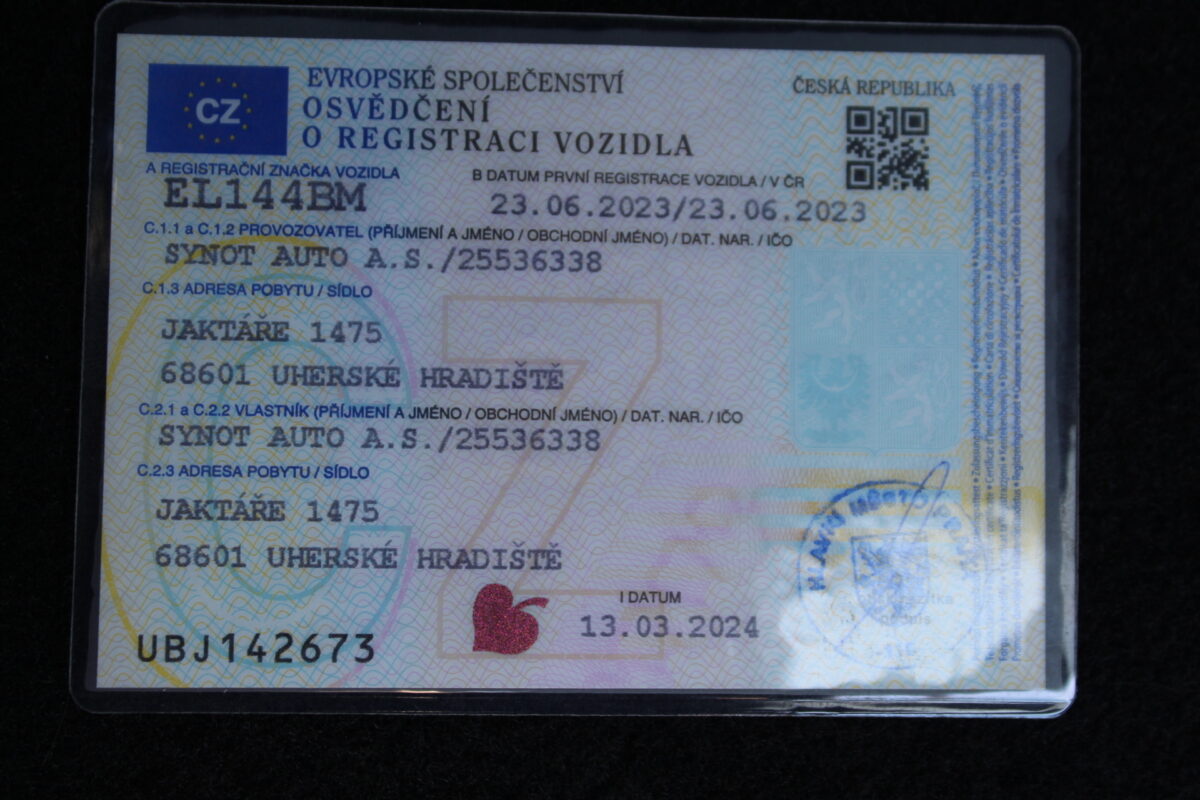 CZ
EVROPSKÉ SPOLEČENSTVÍ
OSVĚDČENÍ
O REGISTRACI VOZIDLA
ČESKÁ REPUBLIKA
A REGISTRAČNÍ ZNAČKA VOZIDLA
B DATUM PRVNÍ REGISTRACE VOZIDLA / V ČR
EL144BM
23.06.2023/23.06.2023
C.1.1 a C.1.2 PROVOZOVATEL (PŘÍJMENÍ A JMÉNO / OBCHODNÍ JMÉNO) / DAT. NAR. / IČO
SYNOT AUTO A.S./25536338
C.1.3 ADRESA POBYTU / SÍDLO
JAKTÁŘE 1475
68601 UHERSKÉ HRADIŠTĚ
C.2.1 a C.2.2 VLASTNÍK (PŘÍJMENÍ A JMÉNO / OBCHODNÍ JMÉNO) / DAT. NAR. / IČO
SYNOT AUTO A.S./25536338
C.2.3 ADRESA POBYTU / SÍDLO
JAKTÁŘE 1475
68601 UHERSKÉ HRADIŠTĚ
I DATUM
13.03.2024
UBJ142673
HLAVNÍ MĚSTO
CZ